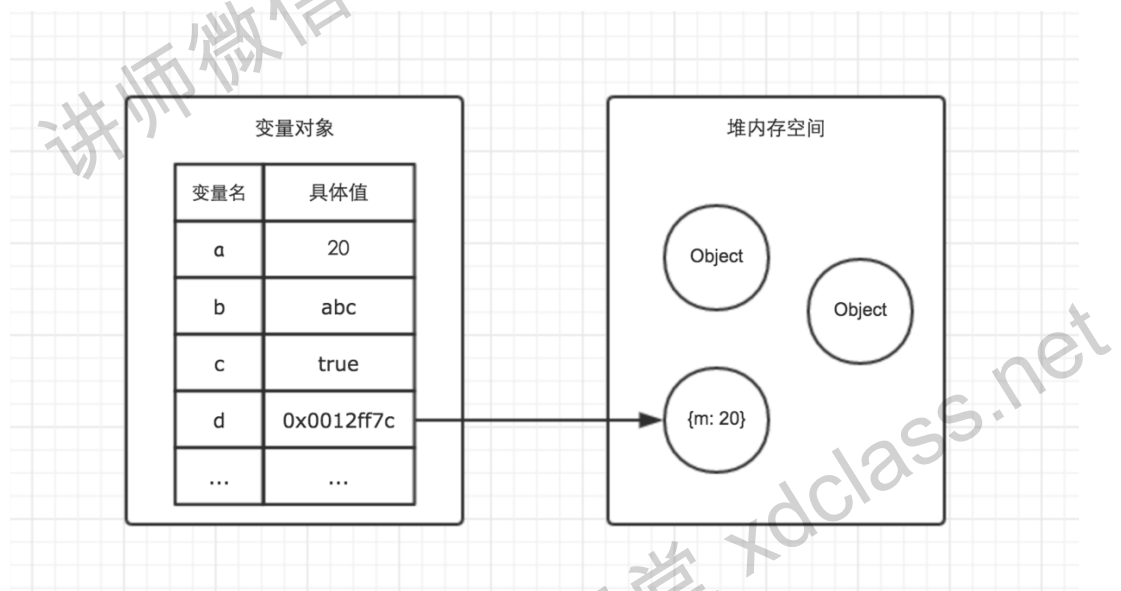 讲师微信
变量对象
变量名 具体值
a 20
b abc
c true
d 0x0012ff7c
... ...
堆内存空间
Object
Object
{m: 20}
xdclass.net